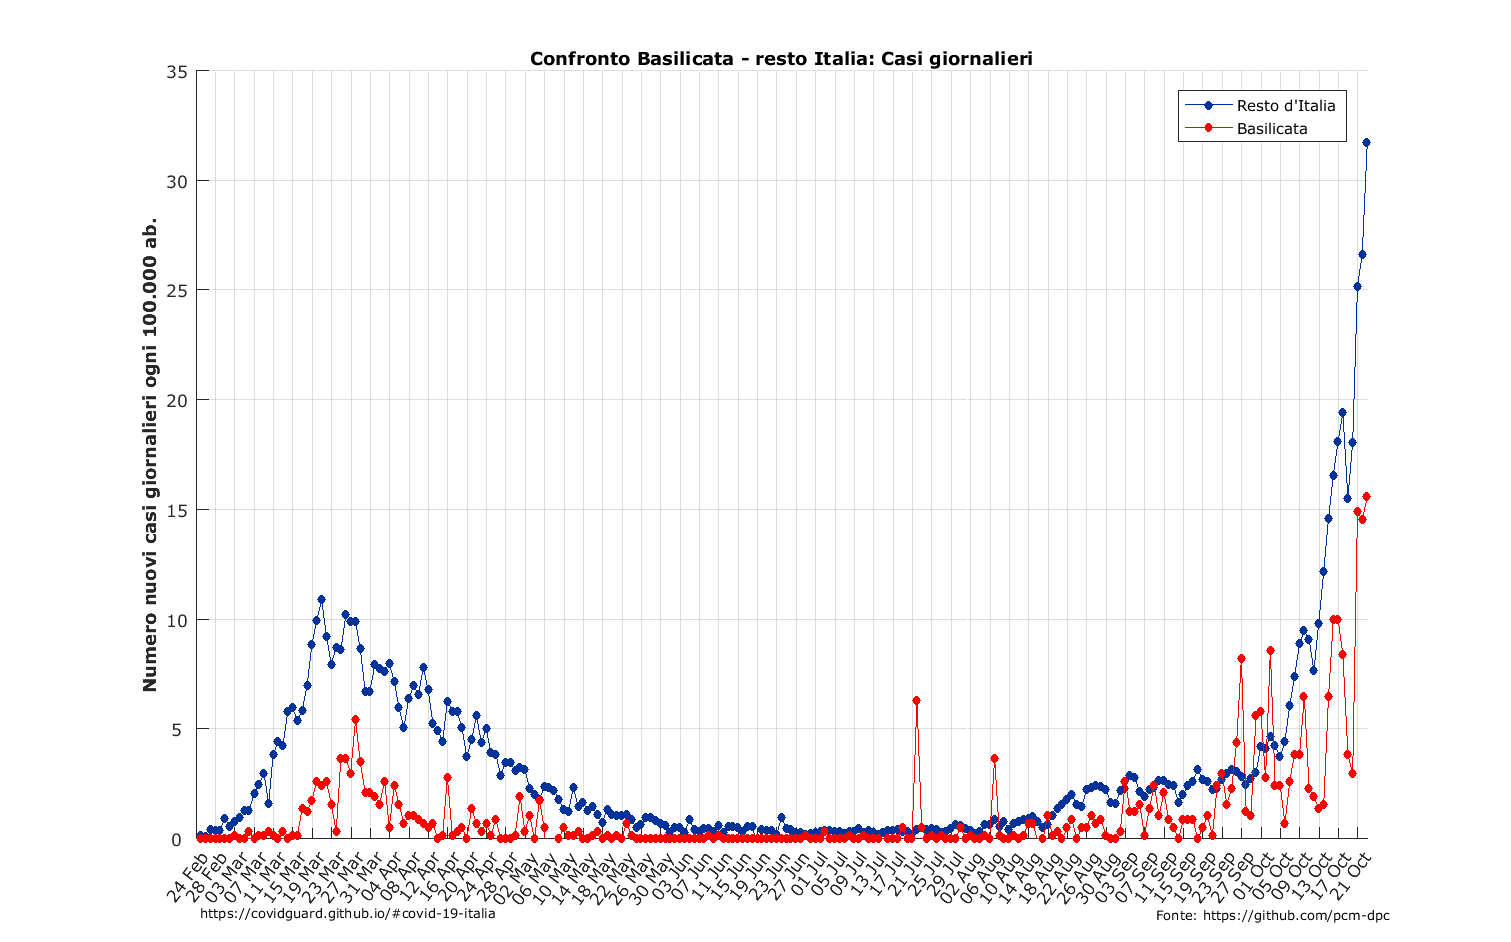 Confronto Basilicata - resto Italia: Casi giornalieri
Resto d'Italia
Basilicata
Numero nuovi casi giornalieri ogni 100.000 ab.
35
30
25
20
15
10
5
0
24 Feb
28 Feb
03 Mar
07 Mar
11 Mar
15 Mar
19 Mar
23 Mar
27 Mar
31 Mar
04 Apr
08 Apr
12 Apr
16 Apr
20 Apr
24 Apr
28 Apr
02 May
06 May
10 May
14 May
18 May
22 May
26 May
30 May
03 Jun
07 Jun
11 Jun
15 Jun
19 Jun
23 Jun
27 Jun
01 Jul
05 Jul
09 Jul
13 Jul
17 Jul
21 Jul
25 Jul
29 Jul
02 Aug
06 Aug
10 Aug
14 Aug
18 Aug
22 Aug
26 Aug
30 Aug
03 Sep
07 Sep
11 Sep
15 Sep
19 Sep
23 Sep
27 Sep
01 Oct
05 Oct
09 Oct
13 Oct
17 Oct
21 Oct
https://covidguard.github.io/#covid-19-italia
Fonte: https://github.com/pcm-dpc